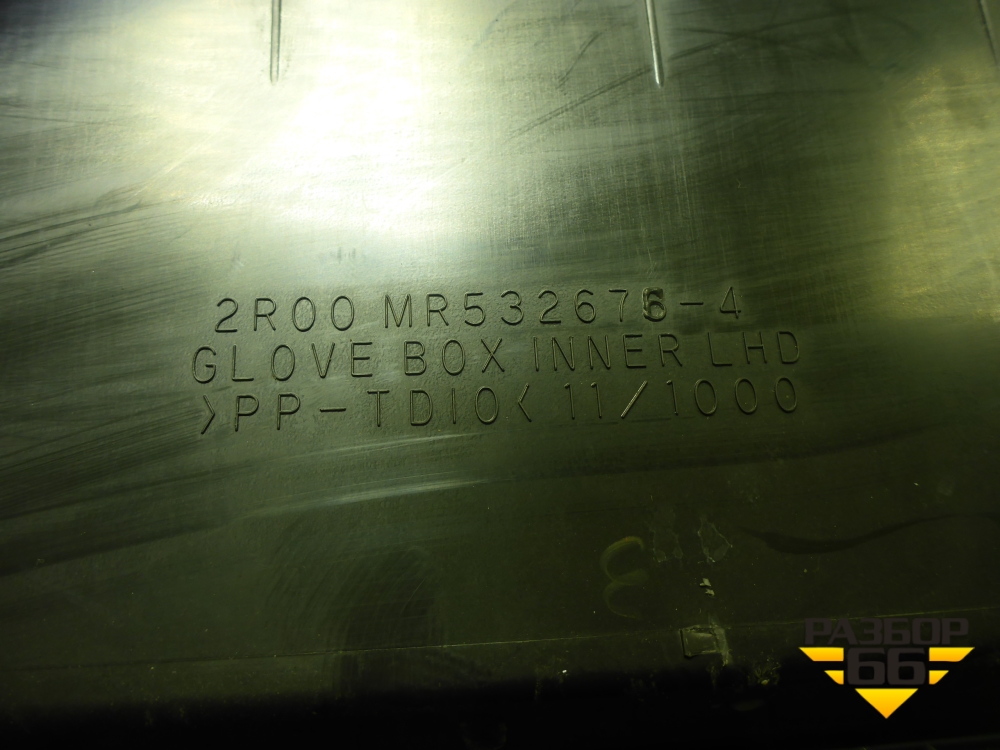 2R00 MR532676-4
GLOVE BOX INNER LHD
>PP-TD10< 11/1000
РАЗБОР
66